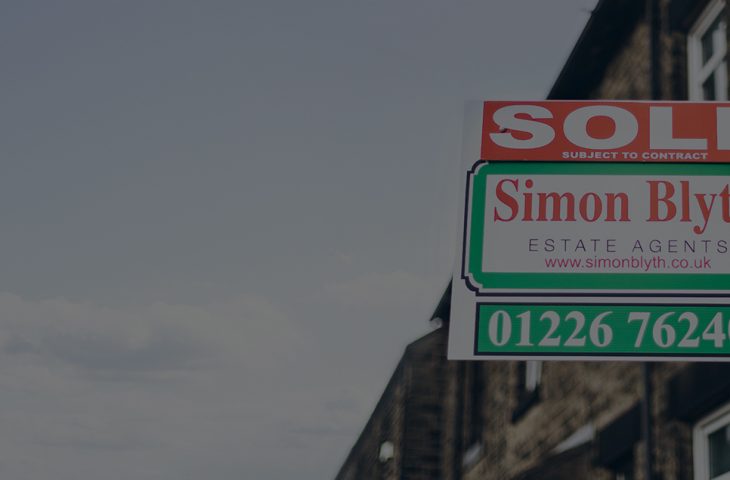 SOL
SUBJECT TO CONTRACT
Simon Blyt
ESTATE AGENTS
www.simonblyth.co.uk
01226 7624